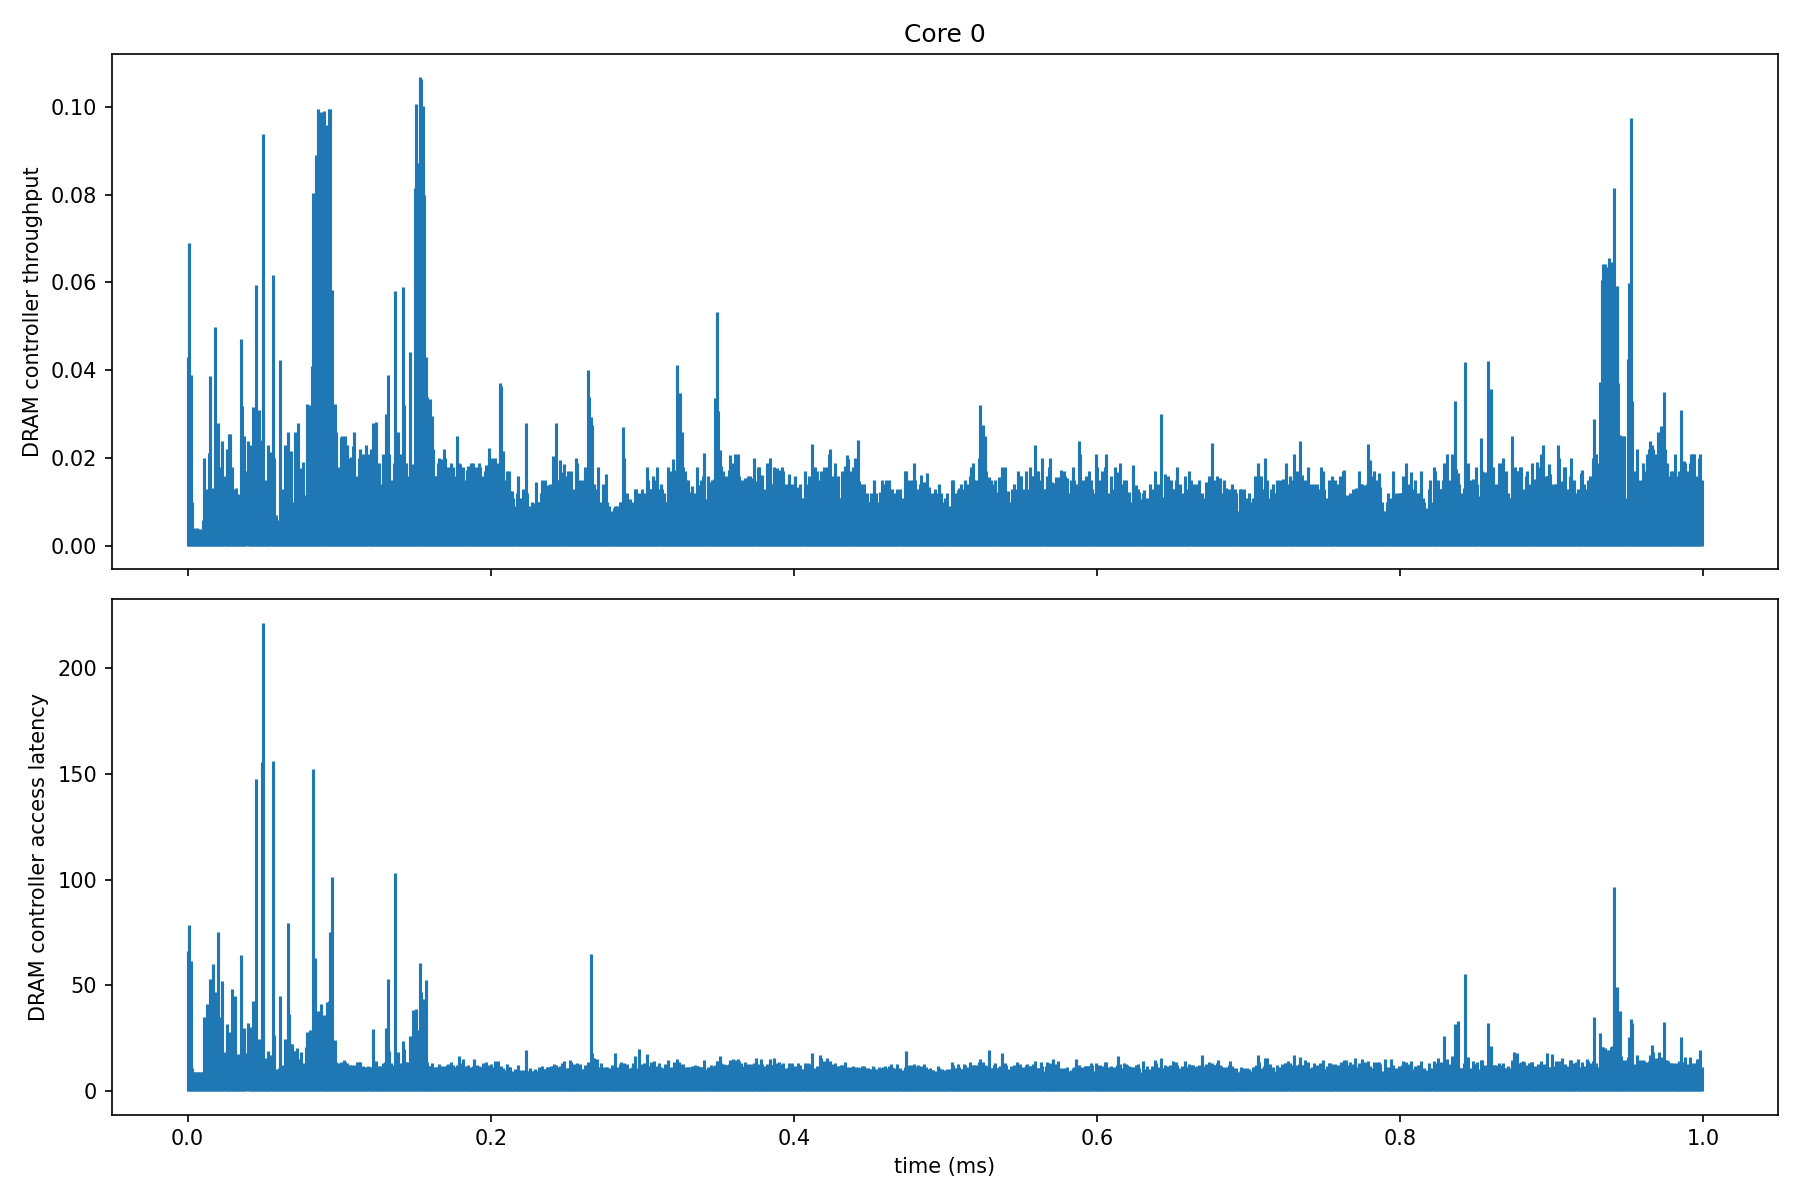 Core 0
DRAM controller throughput
0.10
0.08
0.06
0.04
0.02
0.00
DRAM controller access latency
200
150
100
50
0
0.0 0.2 0.4 0.6 0.8 1.0
time (ms)